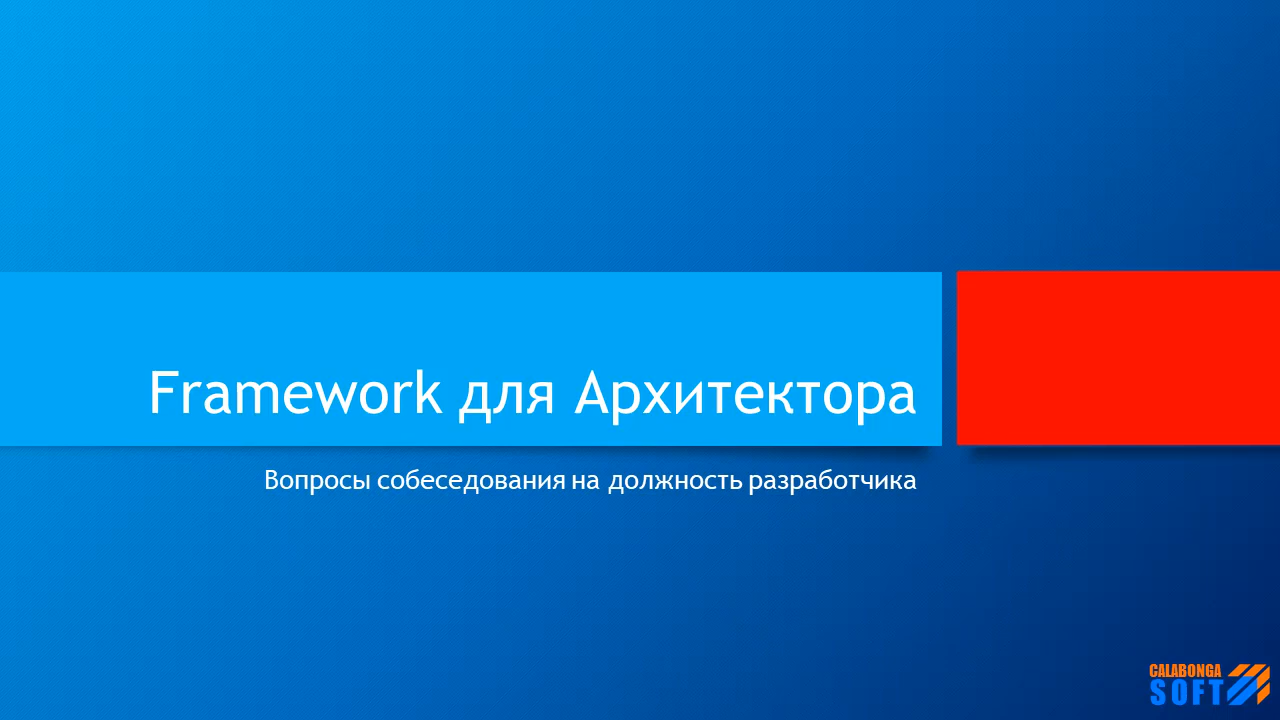 Framework для Архитектора
Вопросы собеседования на должность разработчика
CALABONGA
SOFT